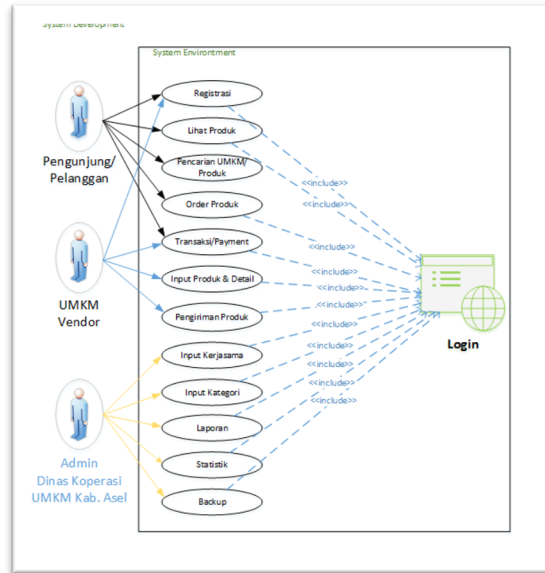 System Development
System Environtment
Registrasi
Lihat Produk
Pengunjung/
Pelanggan
Pencarian UMKM/
Produk
<<include>>
<<include>>
Order Produk
Transaksi/Payment
<<include>>
<<include>>
Input Produk & Detail
<<include>>
UMKM
Vendor
Pengiriman Produk
<<include>>
<<include>>
Login
Input Kerjasama
<<include>>
<<include>>
Input Kategori
<<include>>
<<include>>
Laporan
Admin
Dinas Koperasi
UMKM Kab. Asel
Statistik
Backup